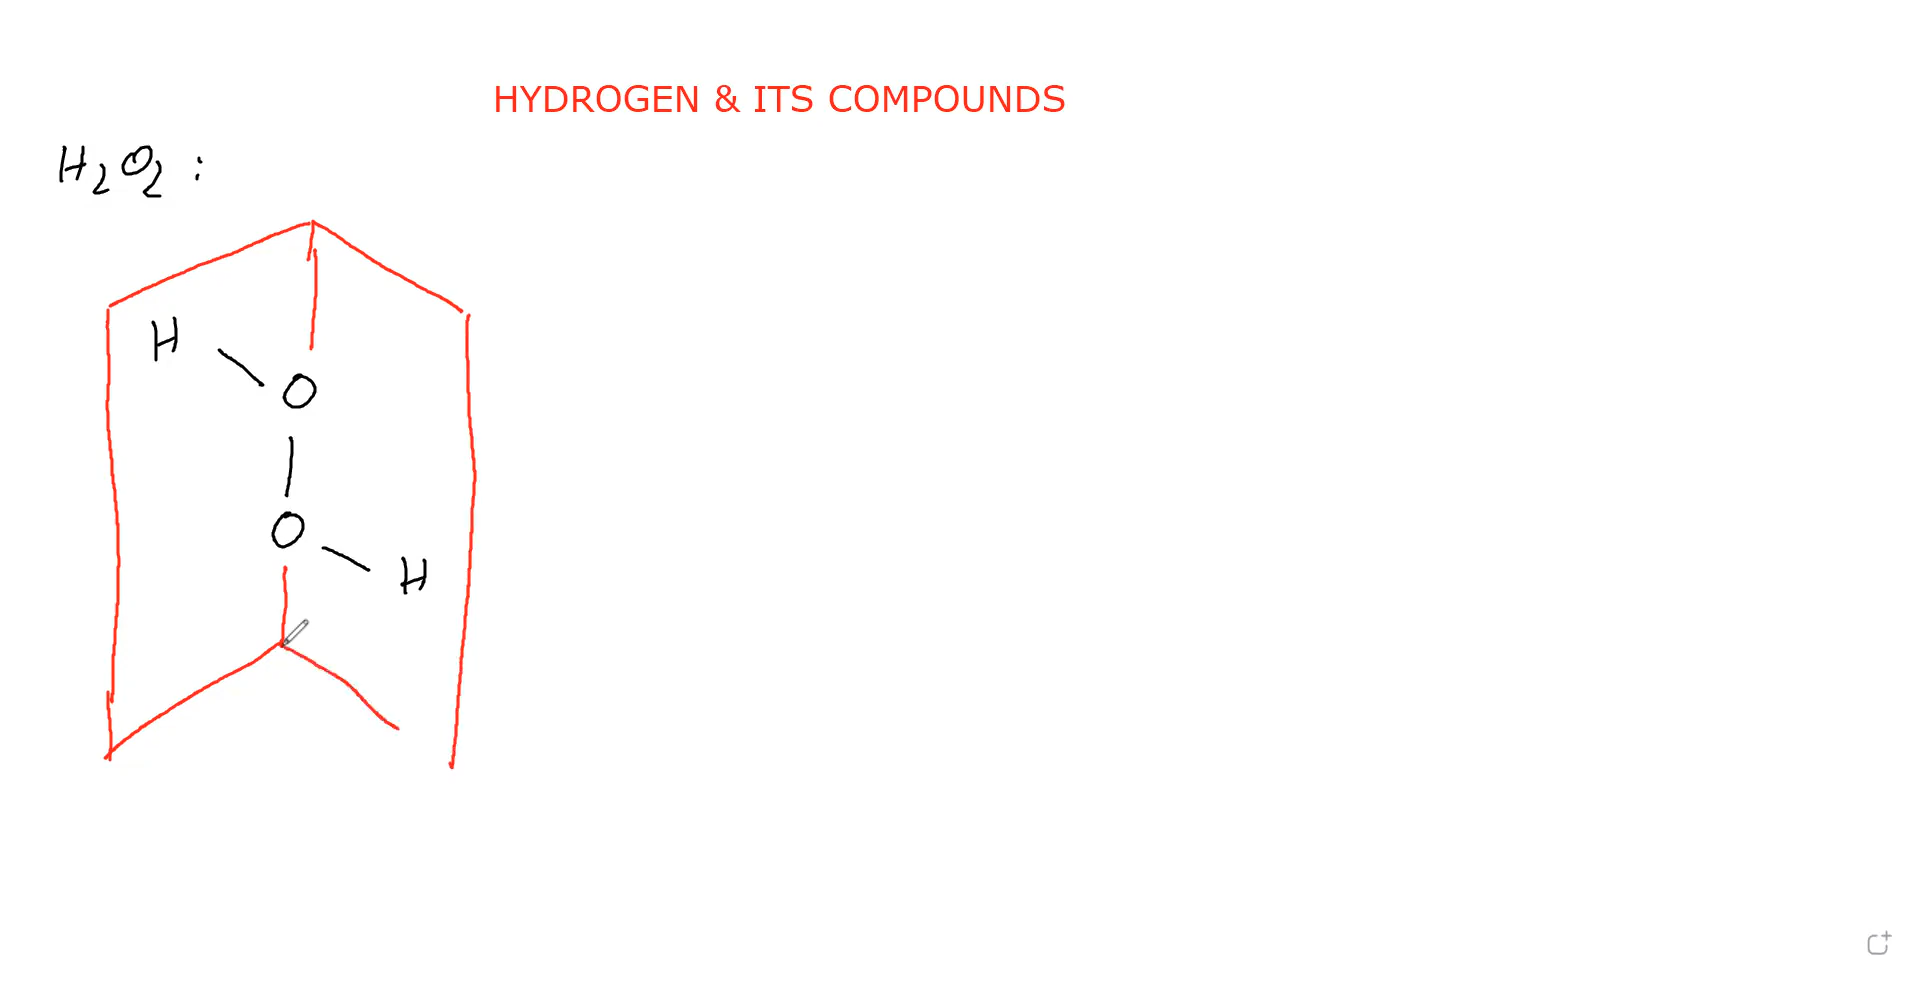 HYDROGEN & ITS COMPOUNDS
H₂O₂ :
H
O
O
H